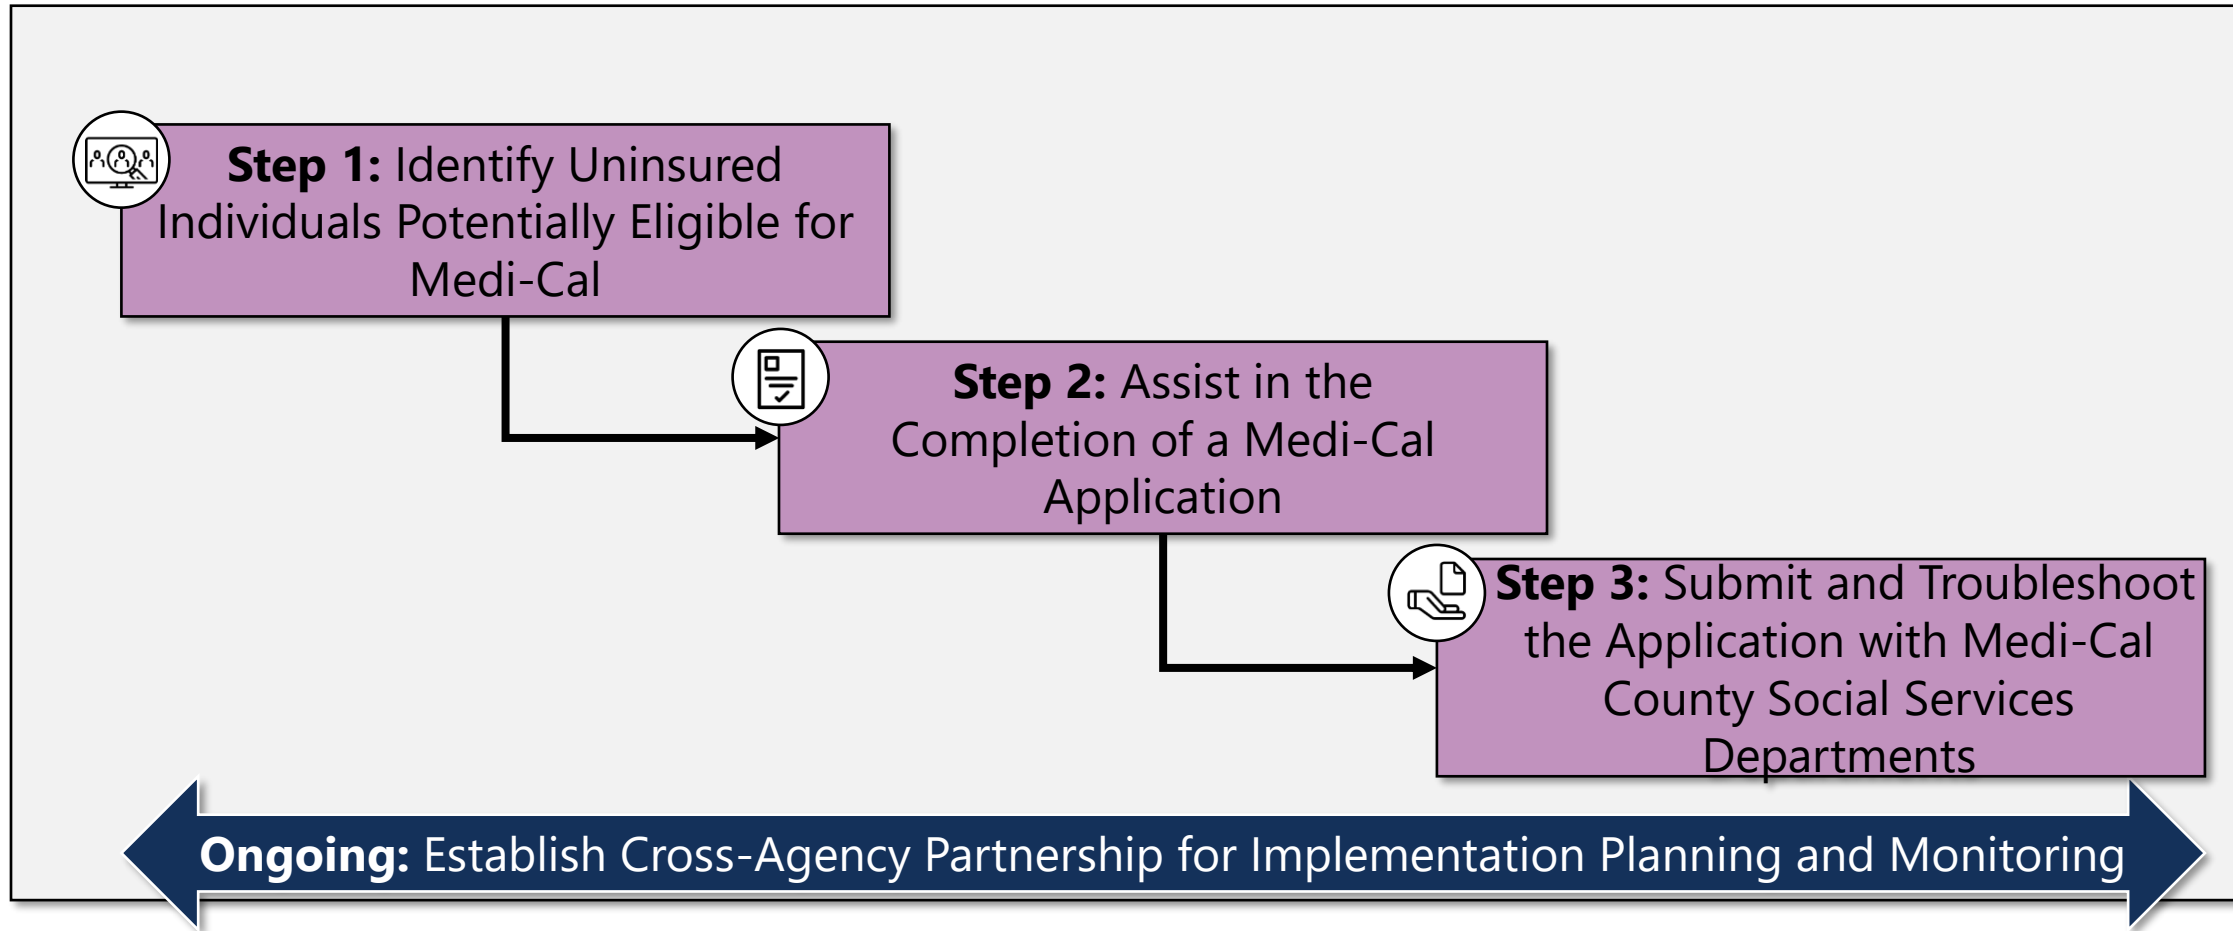 Step 1: Identify Uninsured
Individuals Potentially Eligible for
Medi-Cal
Step 2: Assist in the
Completion of a Medi-Cal
Application
Step 3: Submit and Troubleshoot
the Application with Medi-Cal
County Social Services
Departments
Ongoing: Establish Cross-Agency Partnership for Implementation Planning and Monitoring